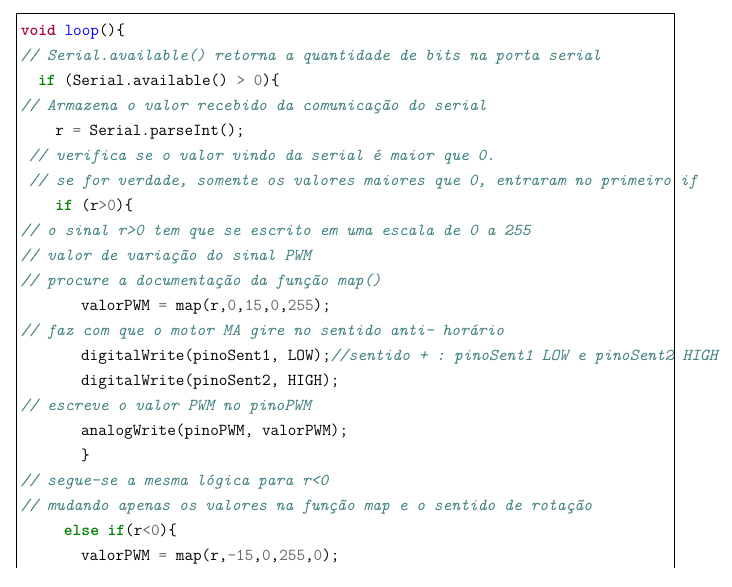 void loop(){
// Serial.available() retorna a quantidade de bits na porta serial
if (Serial.available() > 0){
// Armazena o valor recebido da comunicação do serial
r = Serial.parseInt();
// verifica se o valor vindo da serial é maior que 0.
// se for verdade, somente os valores maiores que 0, entraram no primeiro if
if (r>0){
// o sinal r>0 tem que se escrito em uma escala de 0 a 255
// valor de variação do sinal PWM
// procure a documentação da função map()
valorPWM = map(r,0,15,0,255);
// faz com que o motor MA gire no sentido anti- horário
digitalWrite(pinoSent1, LOW);//sentido + : pinoSent1 LOW e pinoSent2 HIGH
digitalWrite(pinoSent2, HIGH);
// escreve o valor PWM no pinoPWM
analogWrite(pinoPWM, valorPWM);
}
// segue-se a mesma lógica para r<0
// mudando apenas os valores na função map e o sentido de rotação
else if(r<0){
valorPWM = map(r,-15,0,255,0);